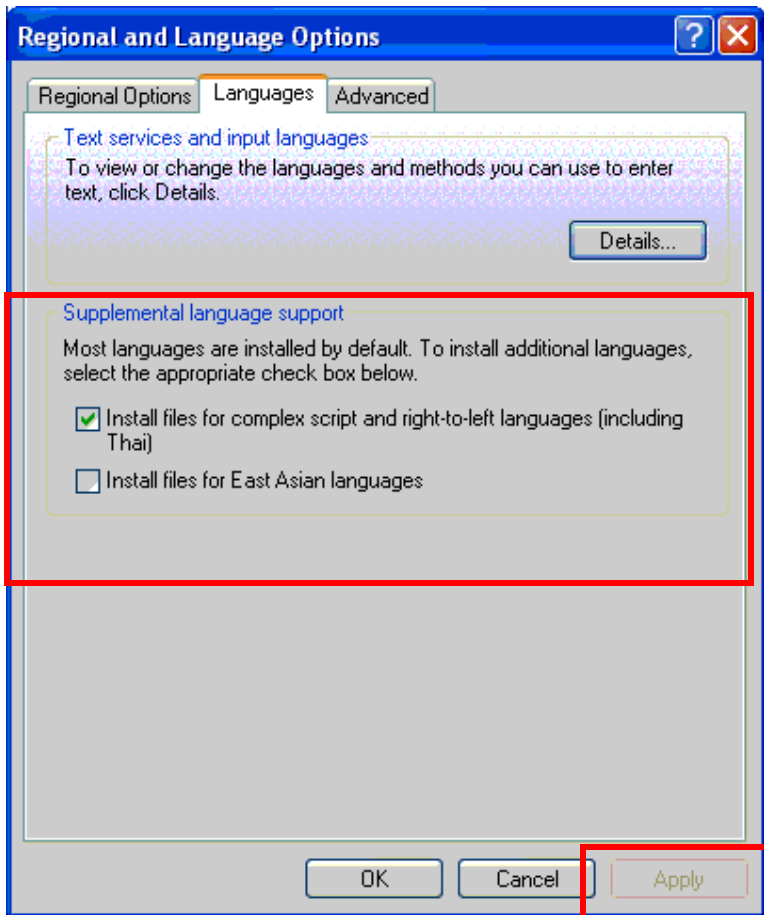 Regional and Language Options
Regional Options Languages Advanced
Text services and input languages
To view or change the languages and methods you can use to enter
text, click Details.
Details...
Supplemental language support
Most languages are installed by default. To install additional languages,
select the appropriate check box below.
Install files for complex script and right-to-left languages (including
Thai)
Install files for East Asian languages
OK Cancel Apply